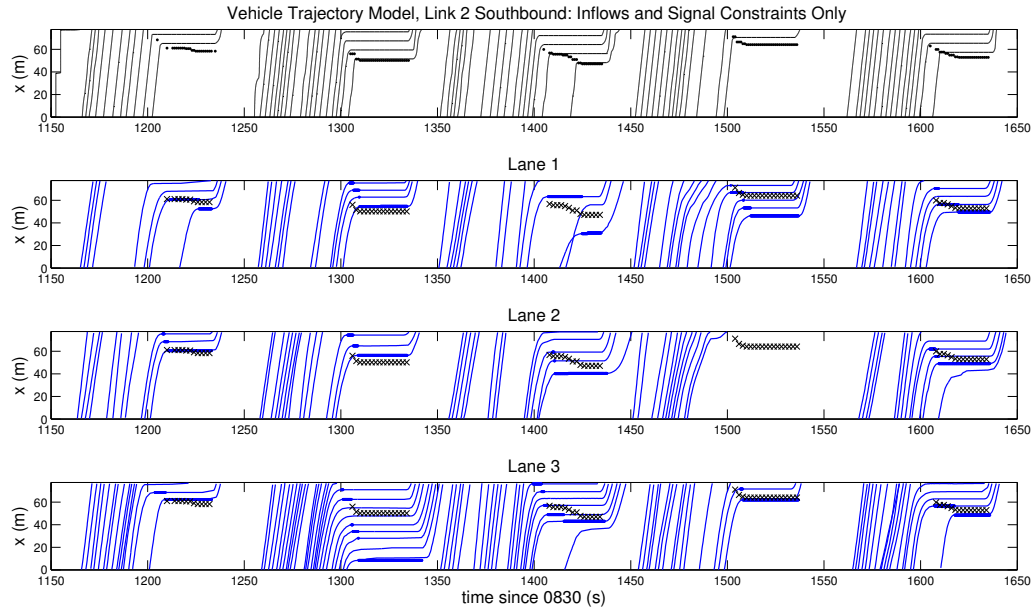 Vehicle Trajectory Model, Link 2 Southbound: Inflows and Signal Constraints Only
x (m)
60
40
20
0
1150 1200 1250 1300 1350 1400 1450 1500 1550 1600 1650
Lane 1
x (m)
60
40
20
0
1150 1200 1250 1300 1350 1400 1450 1500 1550 1600 1650
Lane 2
x (m)
60
40
20
0
1150 1200 1250 1300 1350 1400 1450 1500 1550 1600 1650
Lane 3
x (m)
60
40
20
0
1150 1200 1250 1300 1350 1400 1450 1500 1550 1600 1650
time since 0830 (s)